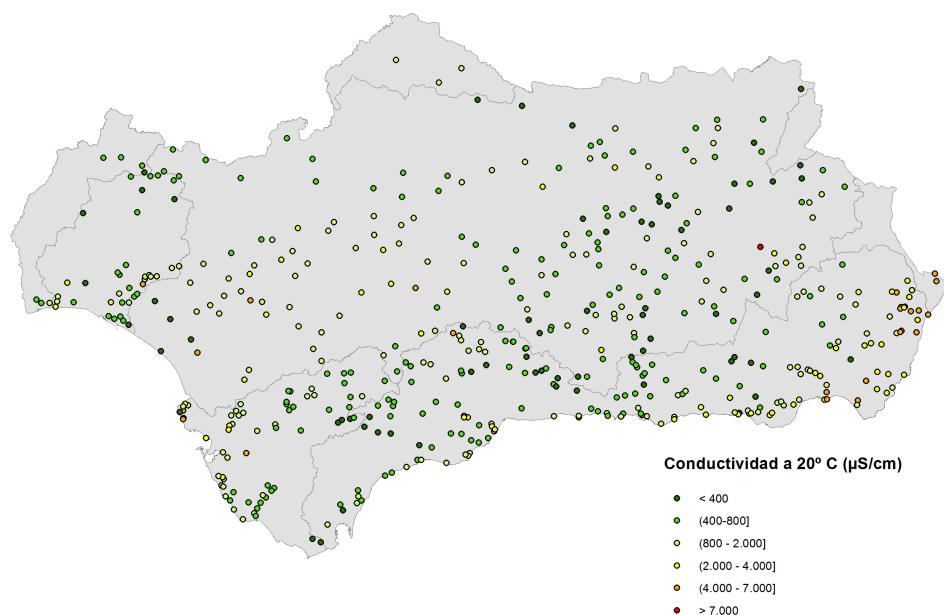 Conductividad a 20º C (µS/cm)
< 400
(400-800]
(800 - 2.000]
(2.000 - 4.000]
(4.000 - 7.000]
> 7.000